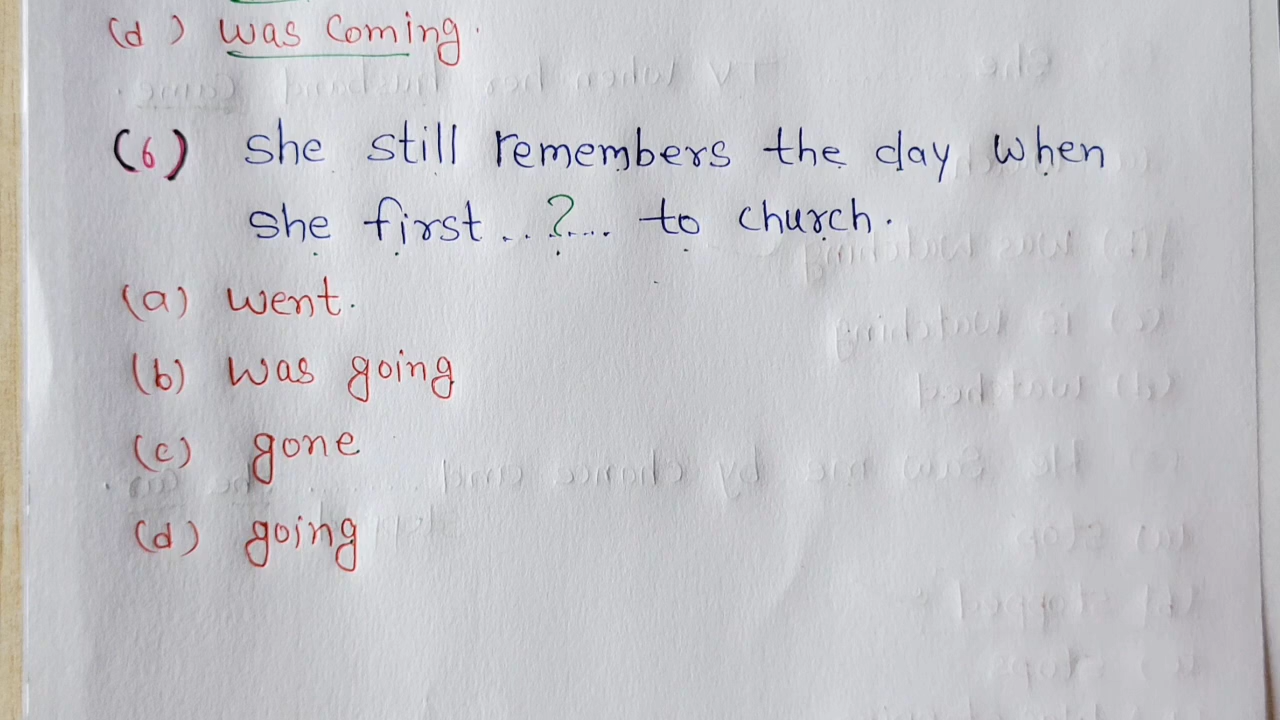 (d) was coming.
(6) she still remembers the day when
she first..?.... to church.
(a) went.
(b) was going
(c) gone
(d) going